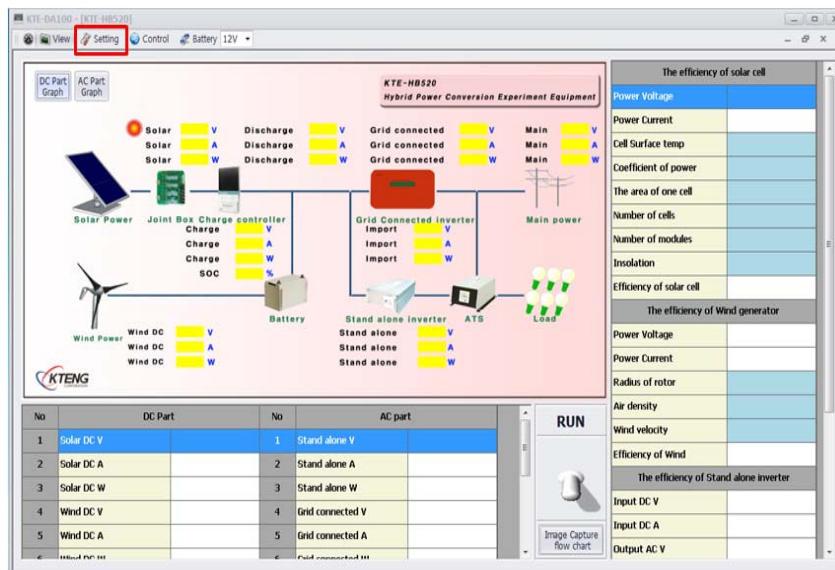 KTE-DA100 - [KTE-HB520]
View Setting Control Battery 12V
DC Part Graph
AC Part Graph
KTE-HB520
Hybrid Power Conversion Experiment Equipment
Solar V Discharge V Grid connected V Main V
Solar A Discharge A Grid connected A Main A
Solar W Discharge W Grid connected W Main W
Solar Power Joint Box Charge controller Grid Connected inverter Main power
Charge V Import V
Charge A Import A
Charge W Import W
SOC %
Wind Power Battery Stand alone inverter ATS Load
Wind DC V Stand alone V
Wind DC A Stand alone A
Wind DC W Stand alone W
KTENG
No DC Part No AC part
1 Solar DC V 1 Stand alone V
2 Solar DC A 2 Stand alone A
3 Solar DC W 3 Stand alone W
4 Wind DC V 4 Grid connected V
5 Wind DC A 5 Grid connected A
6 Wind DC W 6 Grid connected W
RUN
Image Capture
flow chart
The efficiency of solar cell
Power Voltage
Power Current
Cell Surface temp
Coefficient of power
The area of one cell
Number of cells
Number of modules
Insolation
Efficiency of solar cell
The efficiency of Wind generator
Power Voltage
Power Current
Radius of rotor
Air density
Wind velocity
Efficiency of Wind
The efficiency of Stand alone inverter
Input DC V
Input DC A
Output AC V